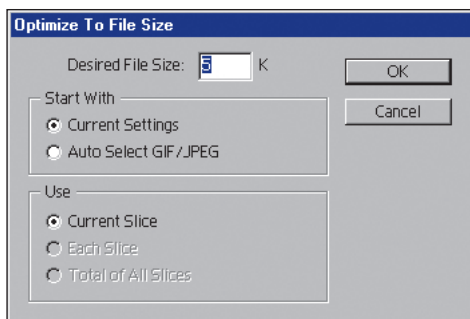 Optimize To File Size
Desired File Size: 5 K
OK
Cancel
Start With
Current Settings
Auto Select GIF/JPEG
Use
Current Slice
Each Slice
Total of All Slices